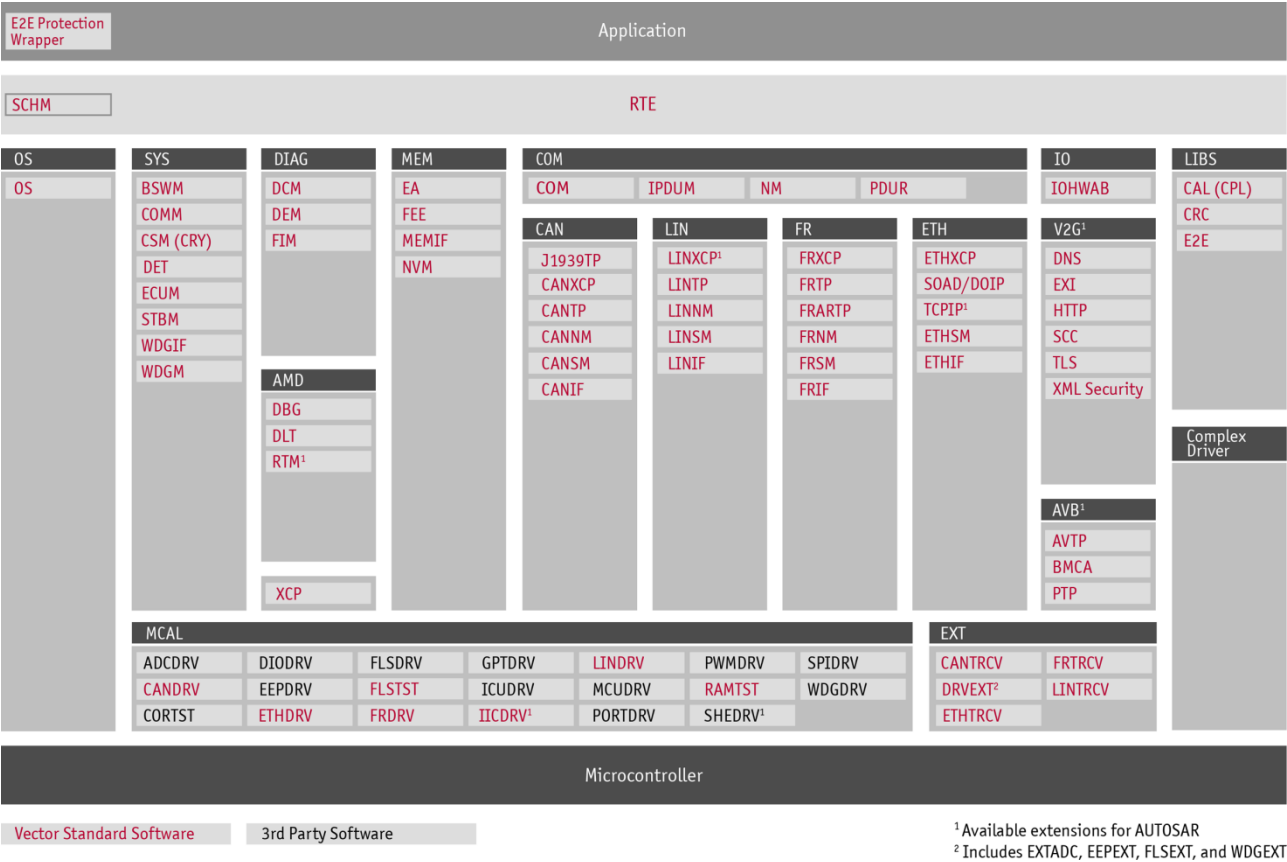 E2E Protection
Wrapper
Application
SCHM
RTE
OS
OS
SYS
BSWM
COMM
CSM (CRY)
DET
ECUM
STBM
WDGIF
WDGM
DIAG
DCM
DEM
FIM
AMD
DBG
DLT
RTM¹
XCP
MEM
EA
FEE
MEMIF
NVM
COM
COM IPDUM NM PDUR
CAN
J1939TP
CANXCP
CANTP
CANNM
CANSM
CANIF
LIN
LINXCP¹
LINTP
LINNM
LINSM
LINIF
FR
FRXCP
FRTP
FRARTP
FRNM
FRSM
FRIF
ETH
ETHXCP
SOAD/DOIP
TCPIP¹
ETHSM
ETHIF
IO
IOHWAB
V2G¹
DNS
EXI
HTTP
SCC
TLS
XML Security
AVB¹
AVTP
BMCA
PTP
LIBS
CAL (CPL)
CRC
E2E
Complex
Driver
MCAL
ADCDRV DIODRV FLSDRV GPTDRV LINDRV PWMDRV SPIDRV
CANDRV EEPDRV FLSTST ICUDRV MCUDRV RAMTST WDGDRV
CORTST ETHDRV FRDRV IICDRV¹ PORTDRV SHEDRV¹
EXT
CANTRCV FRTRCV
DRVEXT² LINTRCV
ETHTRCV
Microcontroller
Vector Standard Software
3rd Party Software
¹ Available extensions for AUTOSAR
² Includes EXTADC, EEPEXT, FLSEXT, and WDGEXT